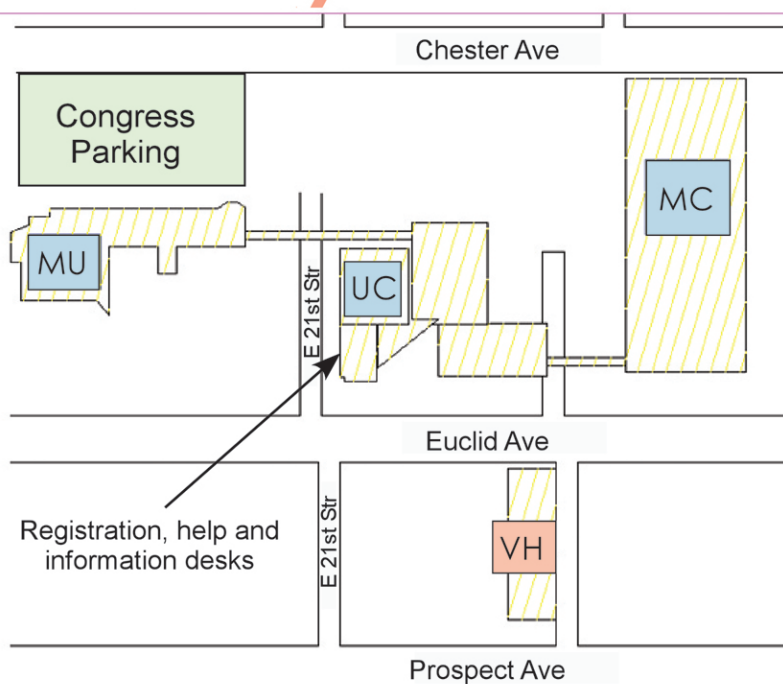 Chester Ave
Congress
Parking
MC
MU
UC
E 21st Str
Euclid Ave
Registration, help and
information desks
E 21st Str
VH
Prospect Ave